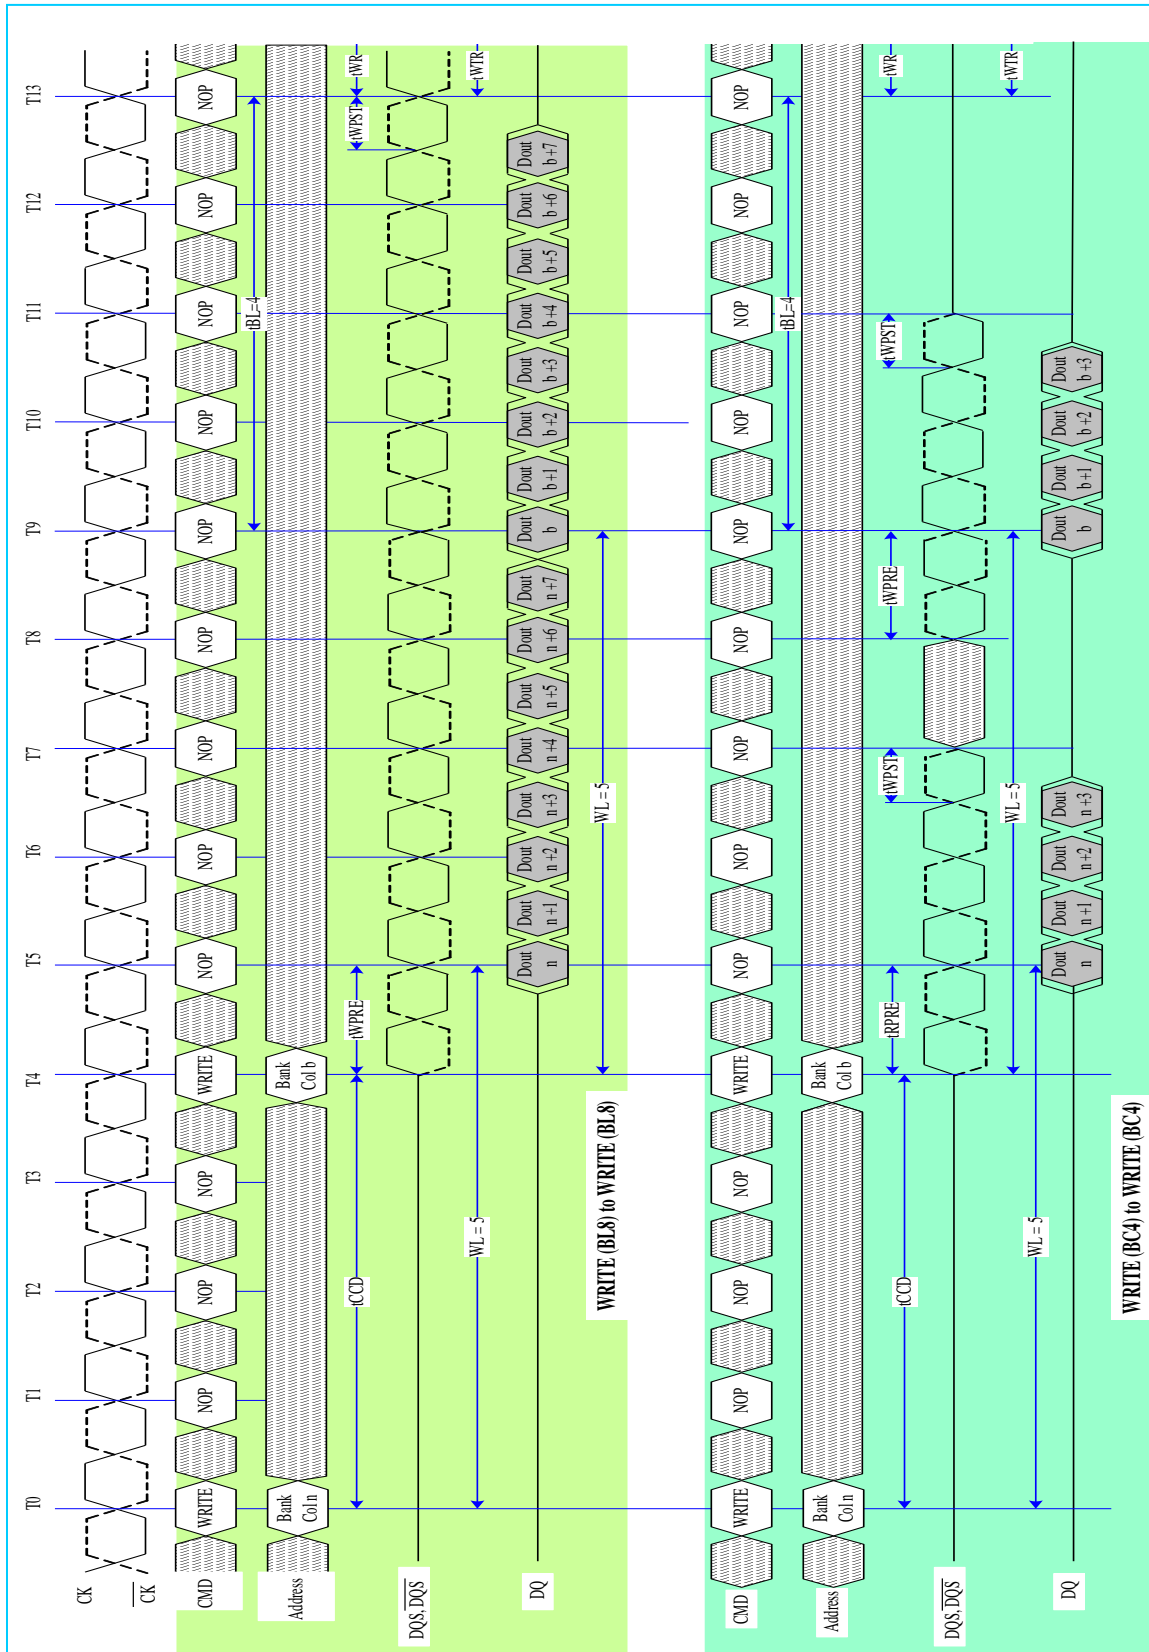 T0 T1 T2 T3 T4 T5 T6 T7 T8 T9 T10 T11 T12 T13
CK
CK
CMD WRITE NOP NOP NOP WRITE NOP NOP NOP NOP NOP NOP NOP NOP NOP
tBL=4
Address Bank Col n Bank Col b
tCCD tWPRE tWPST tWR
DQS, DQS
WL = 5 tWTR
DQ Dout n Dout n+1 Dout n+2 Dout n+3 Dout n+4 Dout n+5 Dout n+6 Dout n+7 Dout b Dout b+1 Dout b+2 Dout b+3 Dout b+4 Dout b+5 Dout b+6 Dout b+7
WL = 5
WRITE (BL8) to WRITE (BL8)
CMD WRITE NOP NOP NOP WRITE NOP NOP NOP NOP NOP NOP NOP NOP NOP
tBL=4
Address Bank Col n Bank Col b
tCCD tRPRE tWPST tWPRE tWPST tWR
DQS, DQS
WL = 5 tWTR
WL = 5
DQ Dout n Dout n+1 Dout n+2 Dout n+3 Dout b Dout b+1 Dout b+2 Dout b+3
WRITE (BC4) to WRITE (BC4)